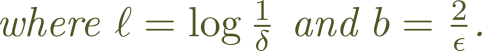 where ℓ = log 1/δ and b = 2/ϵ.